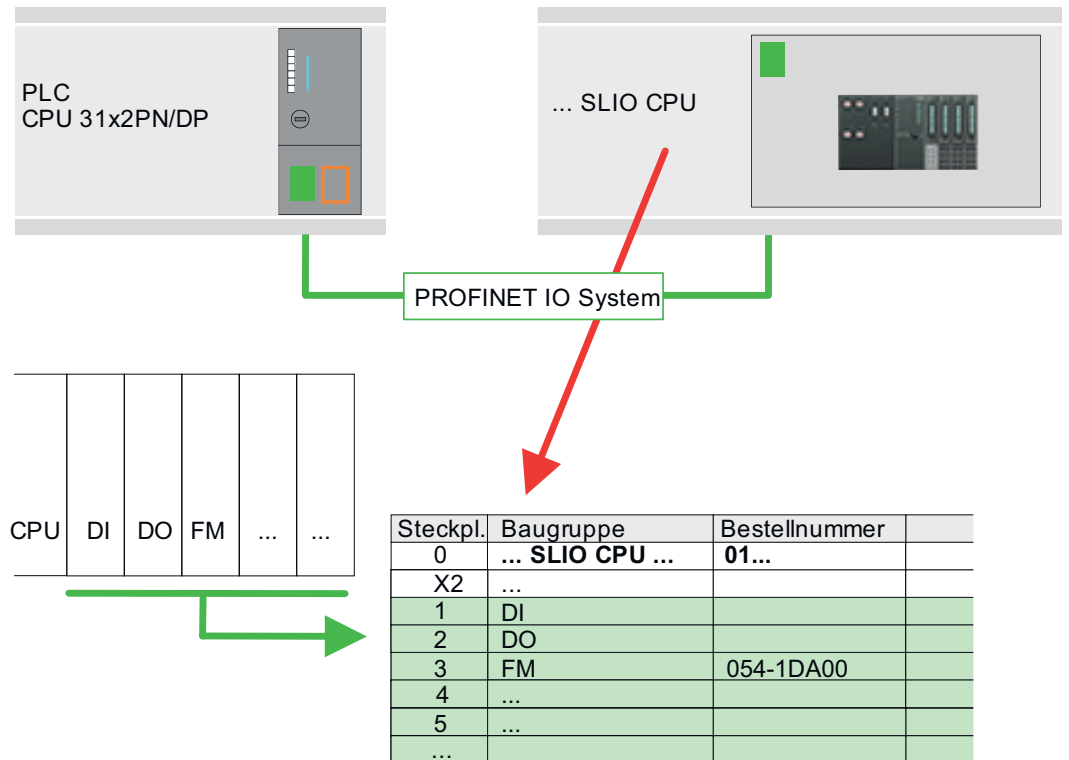 PLC
CPU 31x2PN/DP
... SLIO CPU
PROFINET IO System
CPU DI DO FM ... ...
Steckpl. Baugruppe Bestellnummer
0 ... SLIO CPU ... 01...
X2 ...
1 DI
2 DO
3 FM 054-1DA00
4 ...
5 ...
...